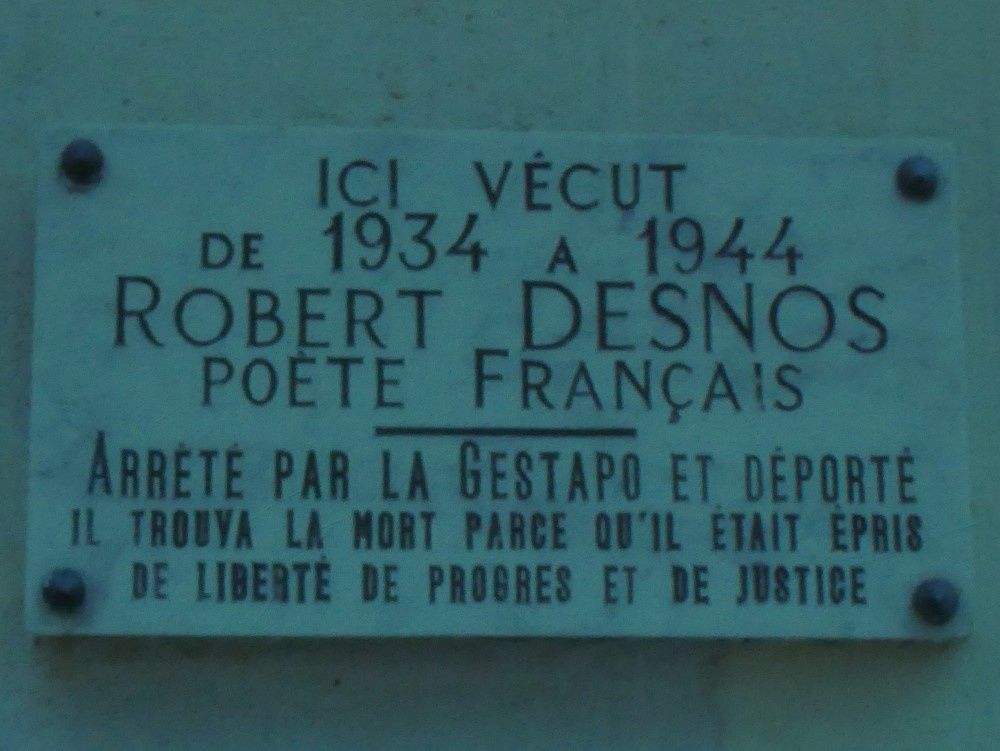 ICI VÉCUT
DE 1934 A 1944
ROBERT DESNOS
POÈTE FRANÇAIS
ARRÊTÉ PAR LA GESTAPO ET DÉPORTÉ
IL TROUVA LA MORT PARCE QU'IL ÉTAIT ÉPRIS
DE LIBERTÉ DE PROGRES ET DE JUSTICE